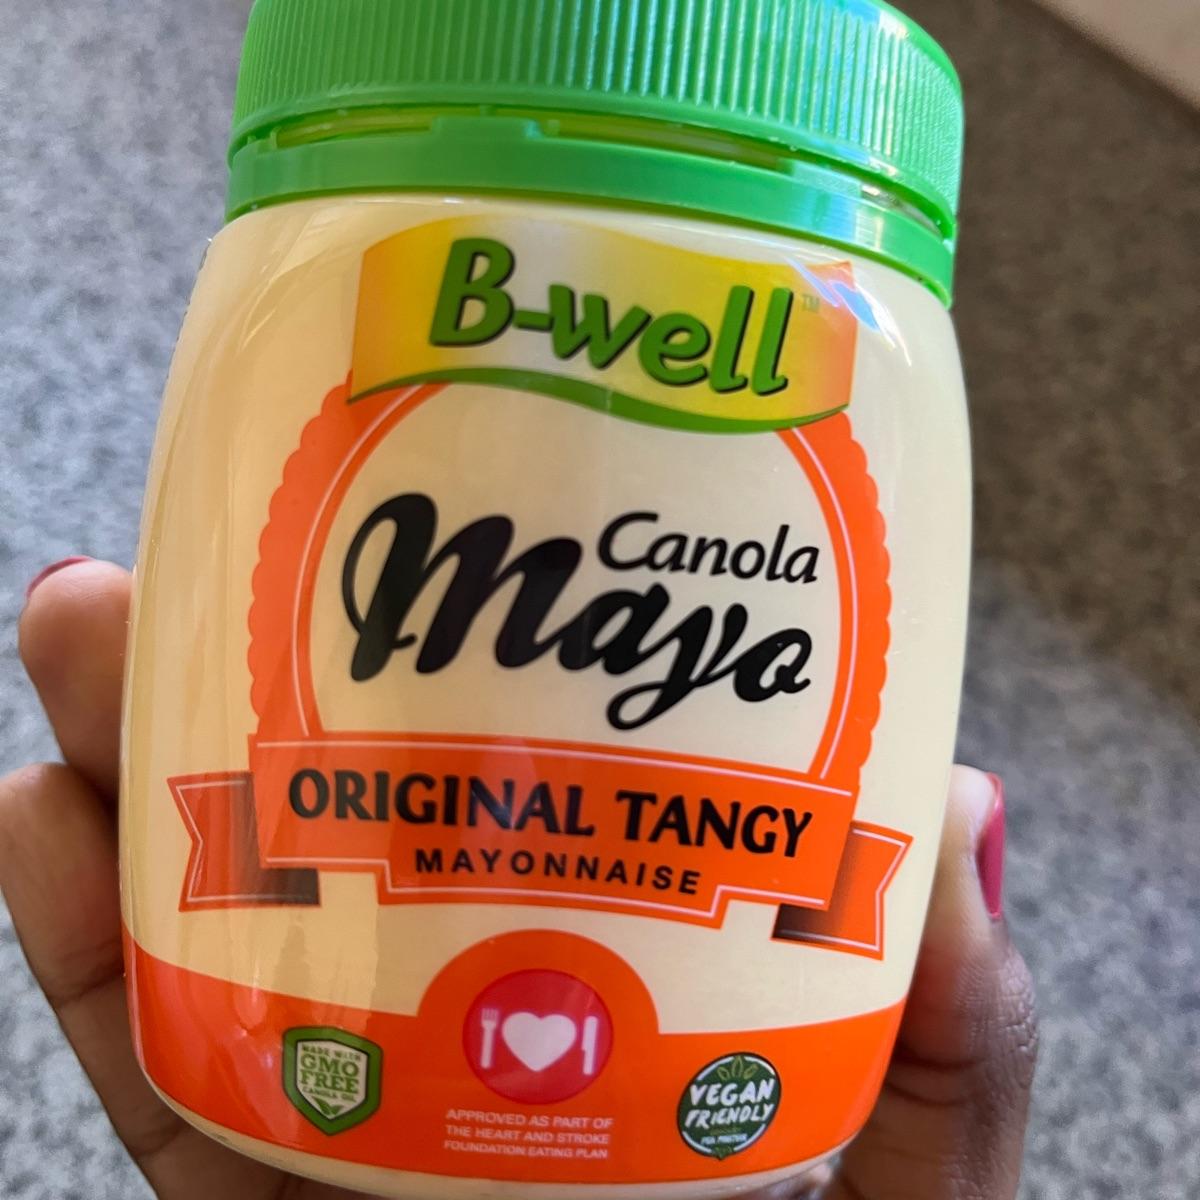 B-well™
Canola
Mayo
ORIGINAL TANGY
MAYONNAISE
MADE WITH
GMO
FREE
CANOLA OIL
APPROVED AS PART OF
THE HEART AND STROKE
FOUNDATION EATING PLAN
VEGAN
FRIENDLY